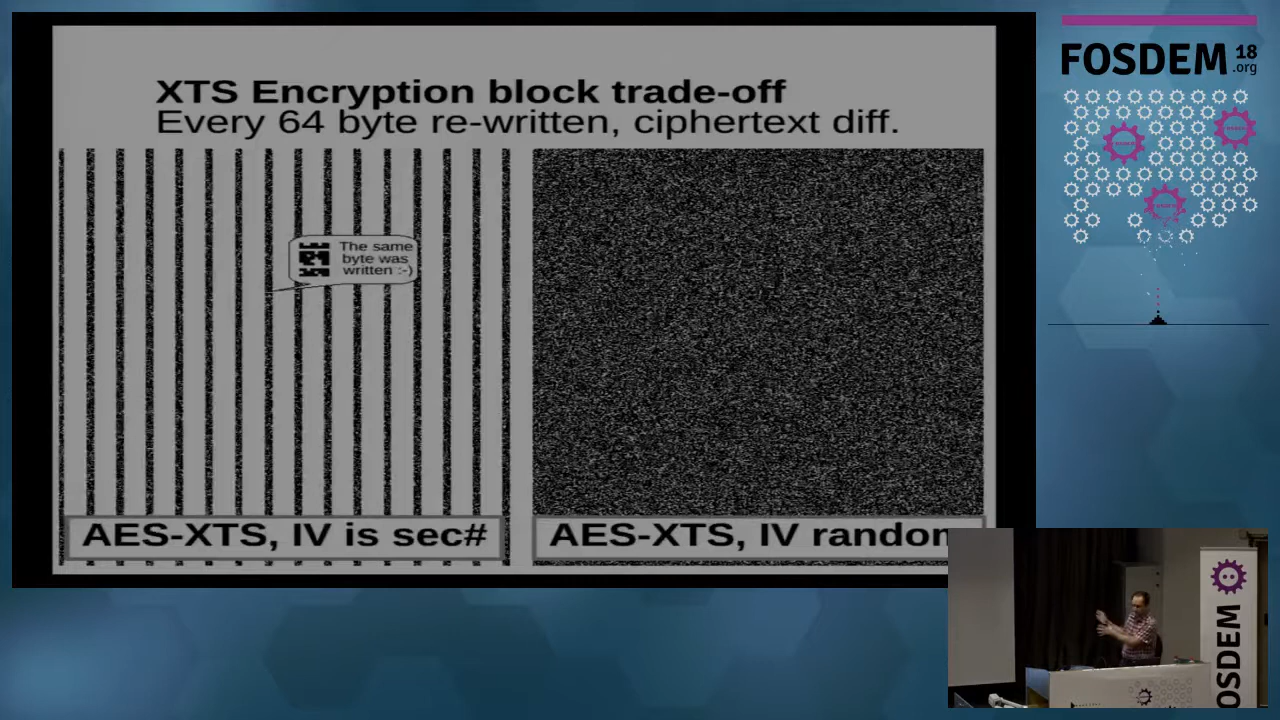 XTS Encryption block trade-off
Every 64 byte re-written, ciphertext diff.
The same
byte was
written :-)
AES-XTS, IV is sec#
AES-XTS, IV random
FOSDEM 18
.org
FOSDEM